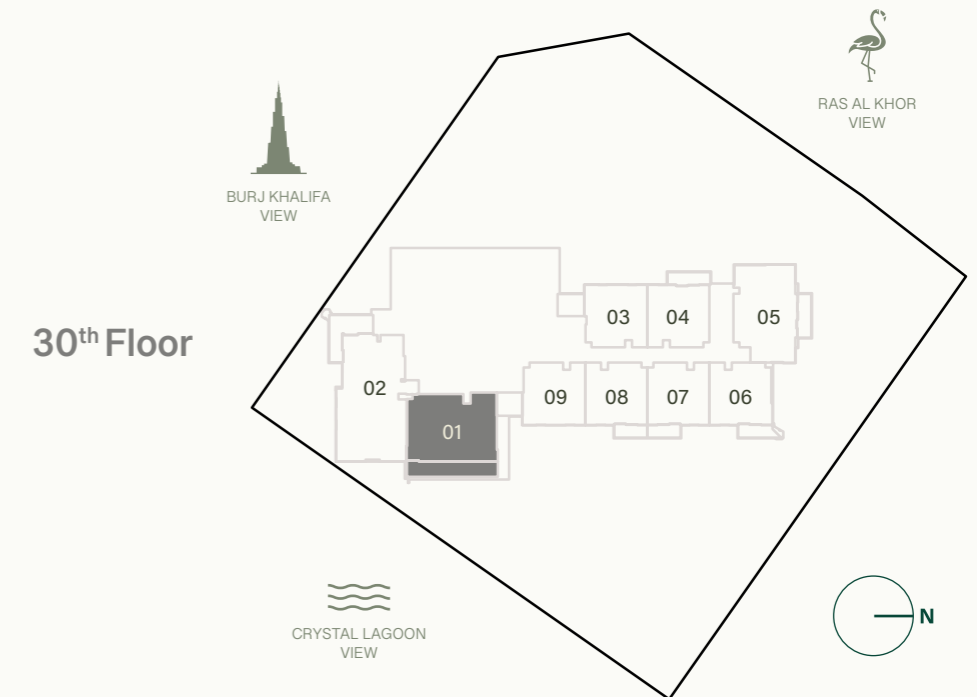 RAS AL KHOR
VIEW
BURJ KHALIFA
VIEW
30th Floor
03
04
05
02
09
08
07
06
01
CRYSTAL LAGOON
VIEW
N